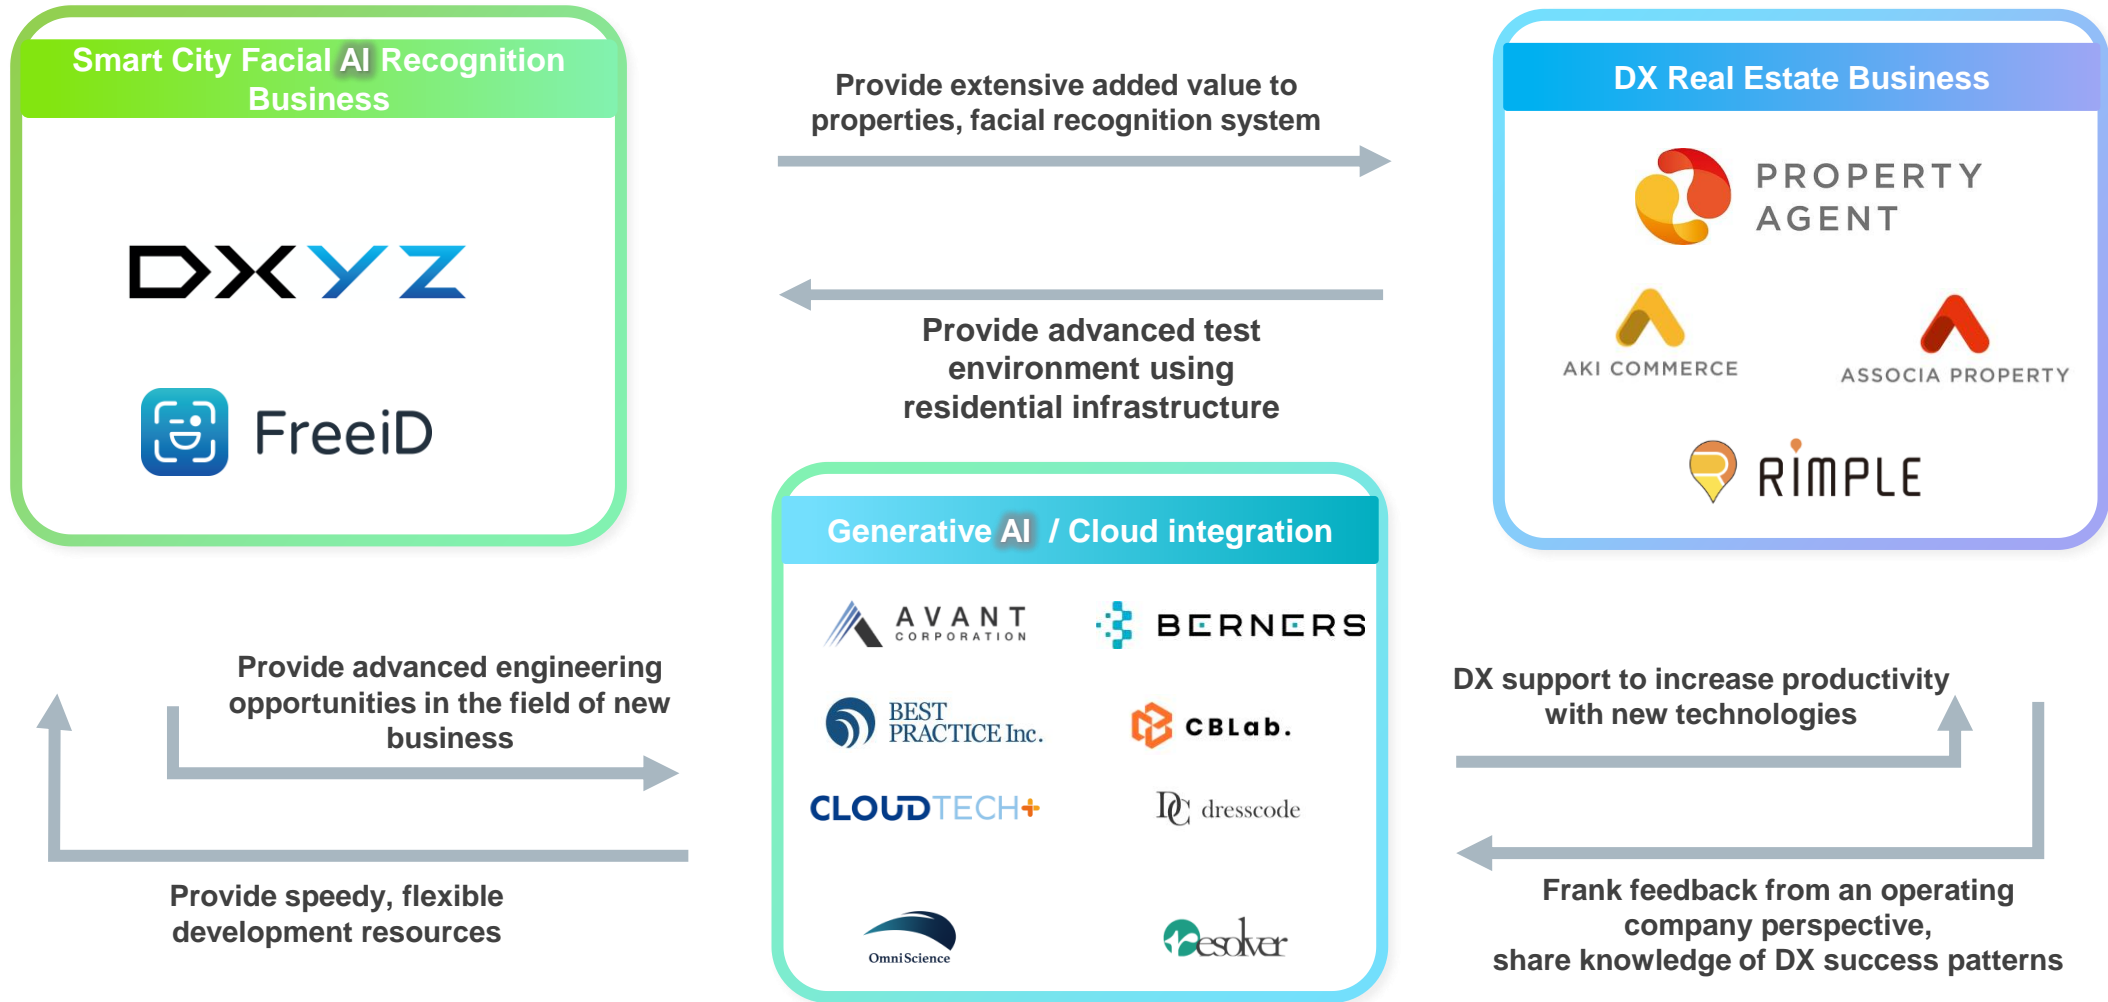 Smart City Facial AI Recognition
Business
DXYZ
FreeiD
Provide extensive added value to
properties, facial recognition system
Provide advanced test
environment using
residential infrastructure
DX Real Estate Business
PROPERTY
AGENT
AKI COMMERCE
ASSOCIA PROPERTY
RIMPLE
Generative AI / Cloud integration
AVANT
CORPORATION
BERNERS
BEST
PRACTICE Inc.
CBLab.
CLOUDTECH+
DC dresscode
OmniScience
resolver
Provide advanced engineering
opportunities in the field of new
business
Provide speedy, flexible
development resources
DX support to increase productivity
with new technologies
Frank feedback from an operating
company perspective,
share knowledge of DX success patterns